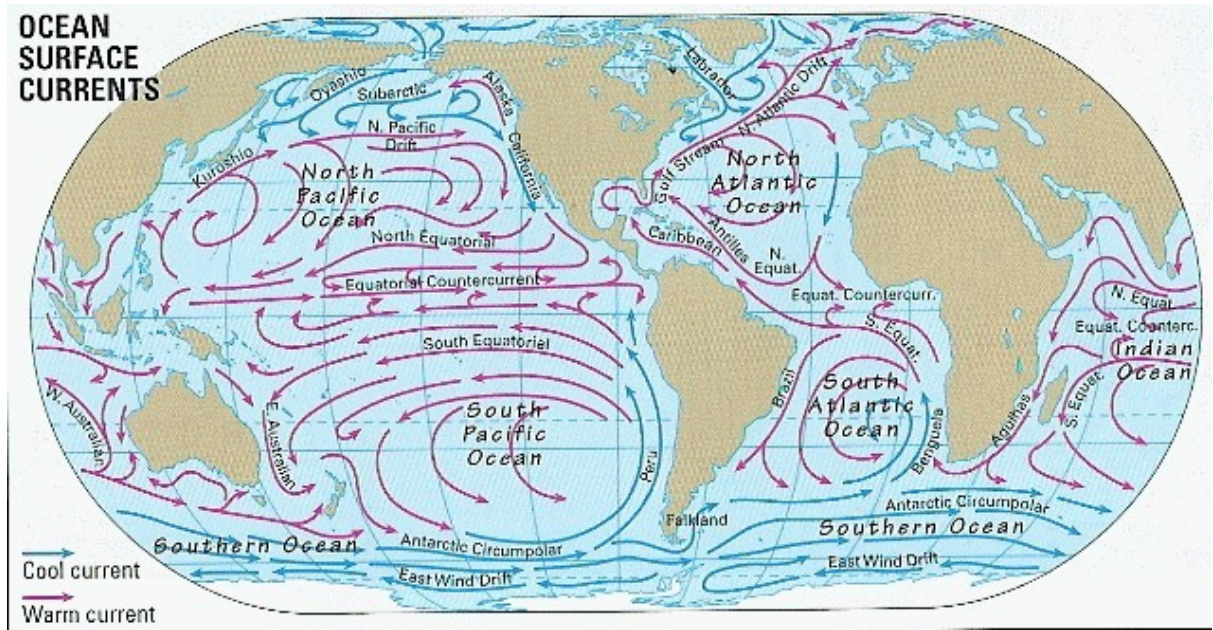 OCEAN
SURFACE
CURRENTS
Oyashio
Subarctic
Alaska
Labrador
N. Atlantic Drift
N. Pacific
Drift
Kuroshio
California
Gulf Stream
North
Pacific
Ocean
North
Atlantic
Ocean
North Equatorial
Caribbean
Antilles
N.
Equat.
Equatorial Countercurrent
Equat. Countercurr.
N. Equat.
Equat. Counterc.
Indian
Ocean
South Equatorial
S. Equat.
S. Equat.
W. Australian
E. Australian
South
Pacific
Ocean
Peru
Brazil
South
Atlantic
Ocean
Benguela
Agulhas
Falkland
Antarctic Circumpolar
Southern Ocean
Southern Ocean
Antarctic Circumpolar
East Wind Drift
East Wind Drift
Cool current
Warm current